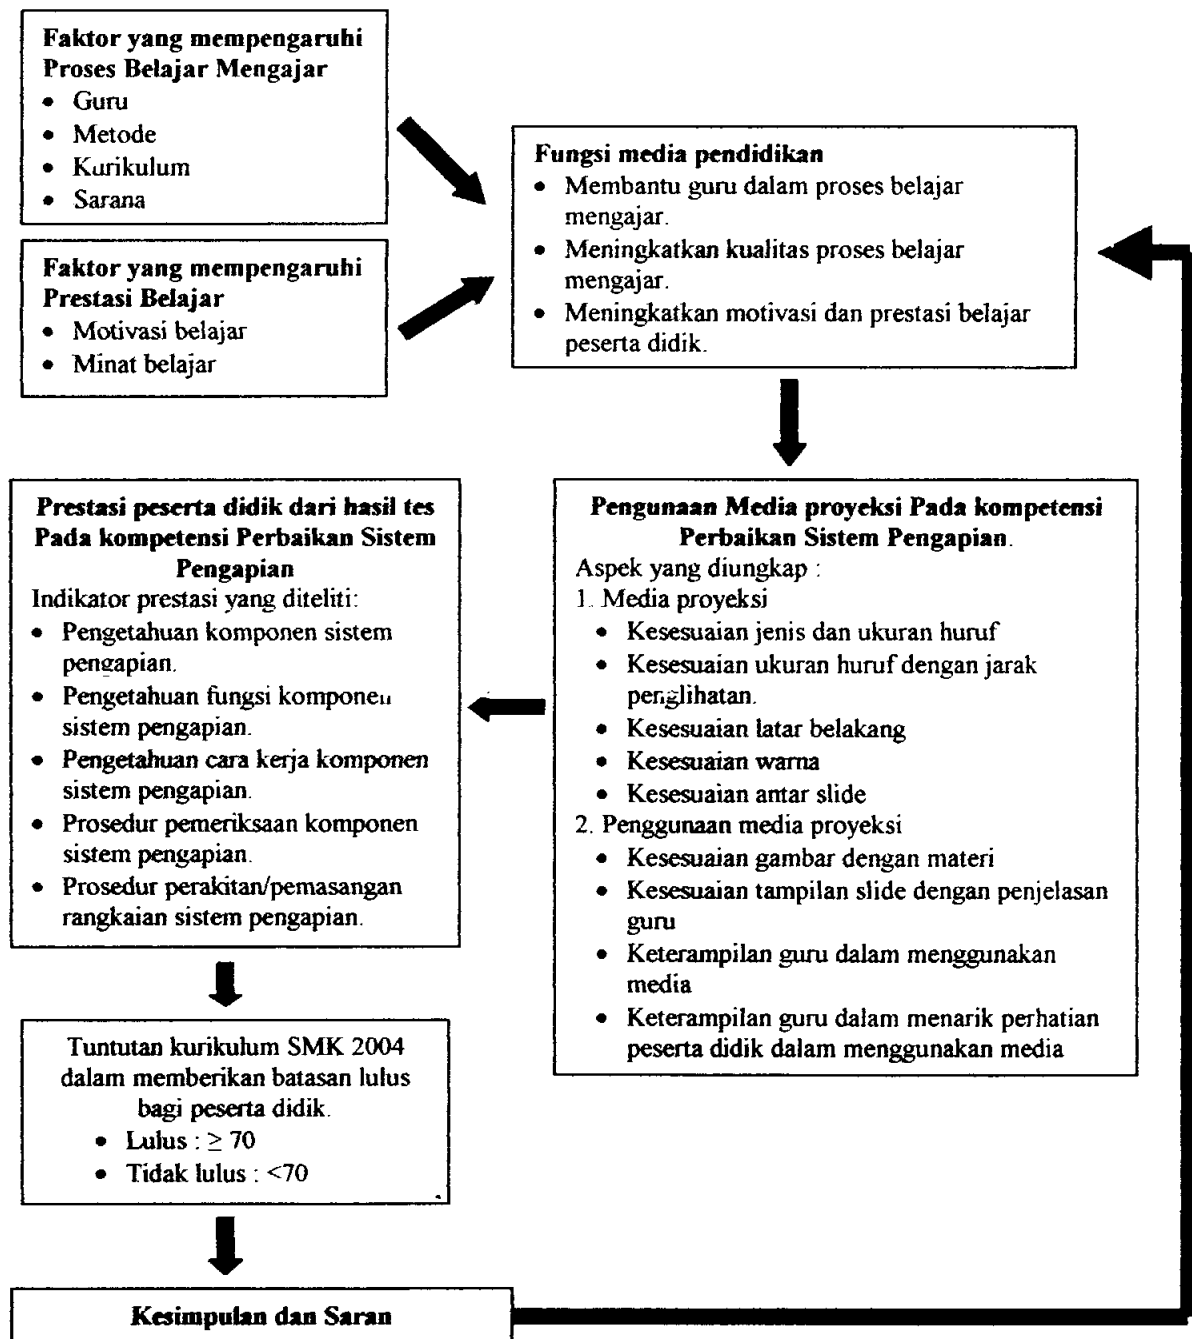 Faktor yang mempengaruhi
Proses Belajar Mengajar
• Guru
• Metode
• Kurikulum
• Sarana
Faktor yang mempengaruhi
Prestasi Belajar
• Motivasi belajar
• Minat belajar
Fungsi media pendidikan
• Membantu guru dalam proses belajar
mengajar.
• Meningkatkan kualitas proses belajar
mengajar.
• Meningkatkan motivasi dan prestasi belajar
peserta didik.
Pengunaan Media proyeksi Pada kompetensi
Perbaikan Sistem Pengapian.
Aspek yang diungkap :
1. Media proyeksi
• Kesesuaian jenis dan ukuran huruf
• Kesesuaian ukuran huruf dengan jarak
penglihatan.
• Kesesuaian latar belakang
• Kesesuaian warna
• Kesesuaian antar slide
2. Penggunaan media proyeksi
• Kesesuaian gambar dengan materi
• Kesesuaian tampilan slide dengan penjelasan
guru
• Keterampilan guru dalam menggunakan
media
• Keterampilan guru dalam menarik perhatian
peserta didik dalam menggunakan media
Prestasi peserta didik dari hasil tes
Pada kompetensi Perbaikan Sistem
Pengapian
Indikator prestasi yang diteliti:
• Pengetahuan komponen sistem
pengapian.
• Pengetahuan fungsi komponen
sistem pengapian.
• Pengetahuan cara kerja komponen
sistem pengapian.
• Prosedur pemeriksaan komponen
sistem pengapian.
• Prosedur perakitan/pemasangan
rangkaian sistem pengapian.
Tuntutan kurikulum SMK 2004
dalam memberikan batasan lulus
bagi peserta didik.
• Lulus : ≥ 70
• Tidak lulus : <70
Kesimpulan dan Saran